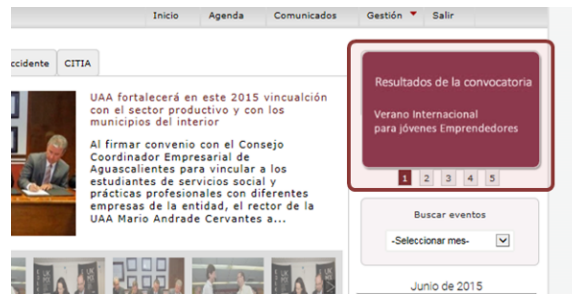 Inicio Agenda Comunicados Gestión Salir
ccidente CITIA
UAA fortalecerá en este 2015 vincualción
con el sector productivo y con los
municipios del interior
Al firmar convenio con el Consejo
Coordinador Empresarial de
Aguascalientes para vincular a los
estudiantes de servicios social y
prácticas profesionales con diferentes
empresas de la entidad, el rector de la
UAA Mario Andrade Cervantes a...
Resultados de la convocatoria
Verano Internacional
para jóvenes Emprendedores
1 2 3 4 5
Buscar eventos
-Seleccionar mes-
Junio de 2015